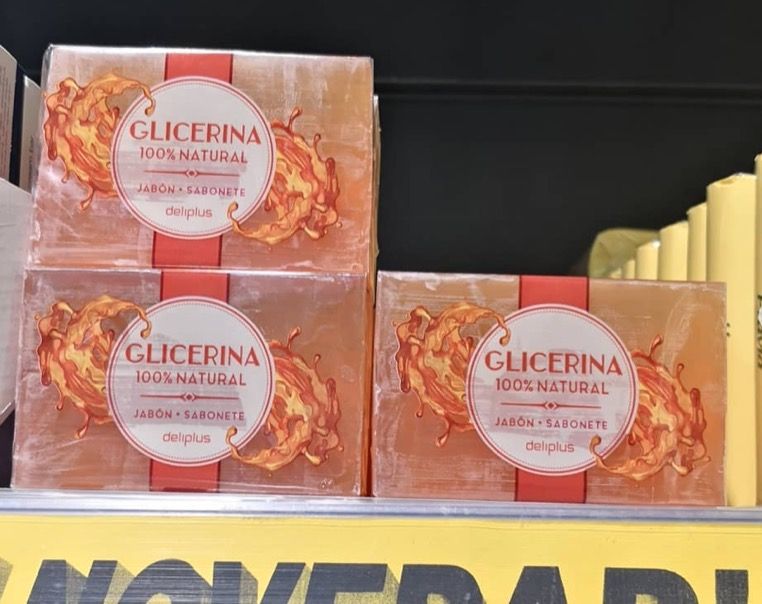 GLICERINA
100% NATURAL
JABÓN • SABONETE
deliplus
GLICERINA
100% NATURAL
JABÓN • SABONETE
deliplus
GLICERINA
100% NATURAL
JABÓN • SABONETE
deliplus